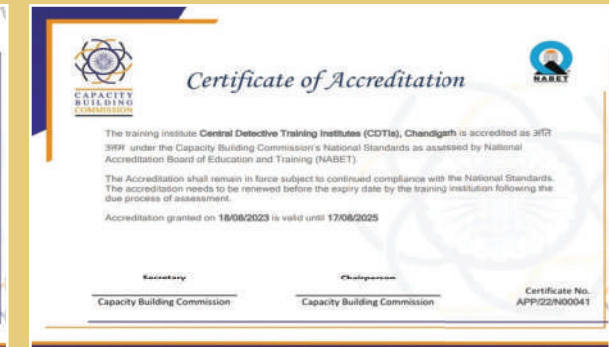 CAPACITY
BUILDING
COMMISSION
Certificate of Accreditation
NABET
The training institute Central Detective Training Institutes (CDTIs), Chandigarh is accredited as अति
उत्तम under the Capacity Building Commission's National Standards as assessed by National
Accreditation Board of Education and Training (NABET).
The Accreditation shall remain in force subject to continued compliance with the National Standards.
The accreditation needs to be renewed before the expiry date by the training institution following the
due process of assessment.
Accreditation granted on 18/08/2023 is valid until 17/08/2025
Secretary
Capacity Building Commission
Chairperson
Capacity Building Commission
Certificate No.
APP/22/N00041